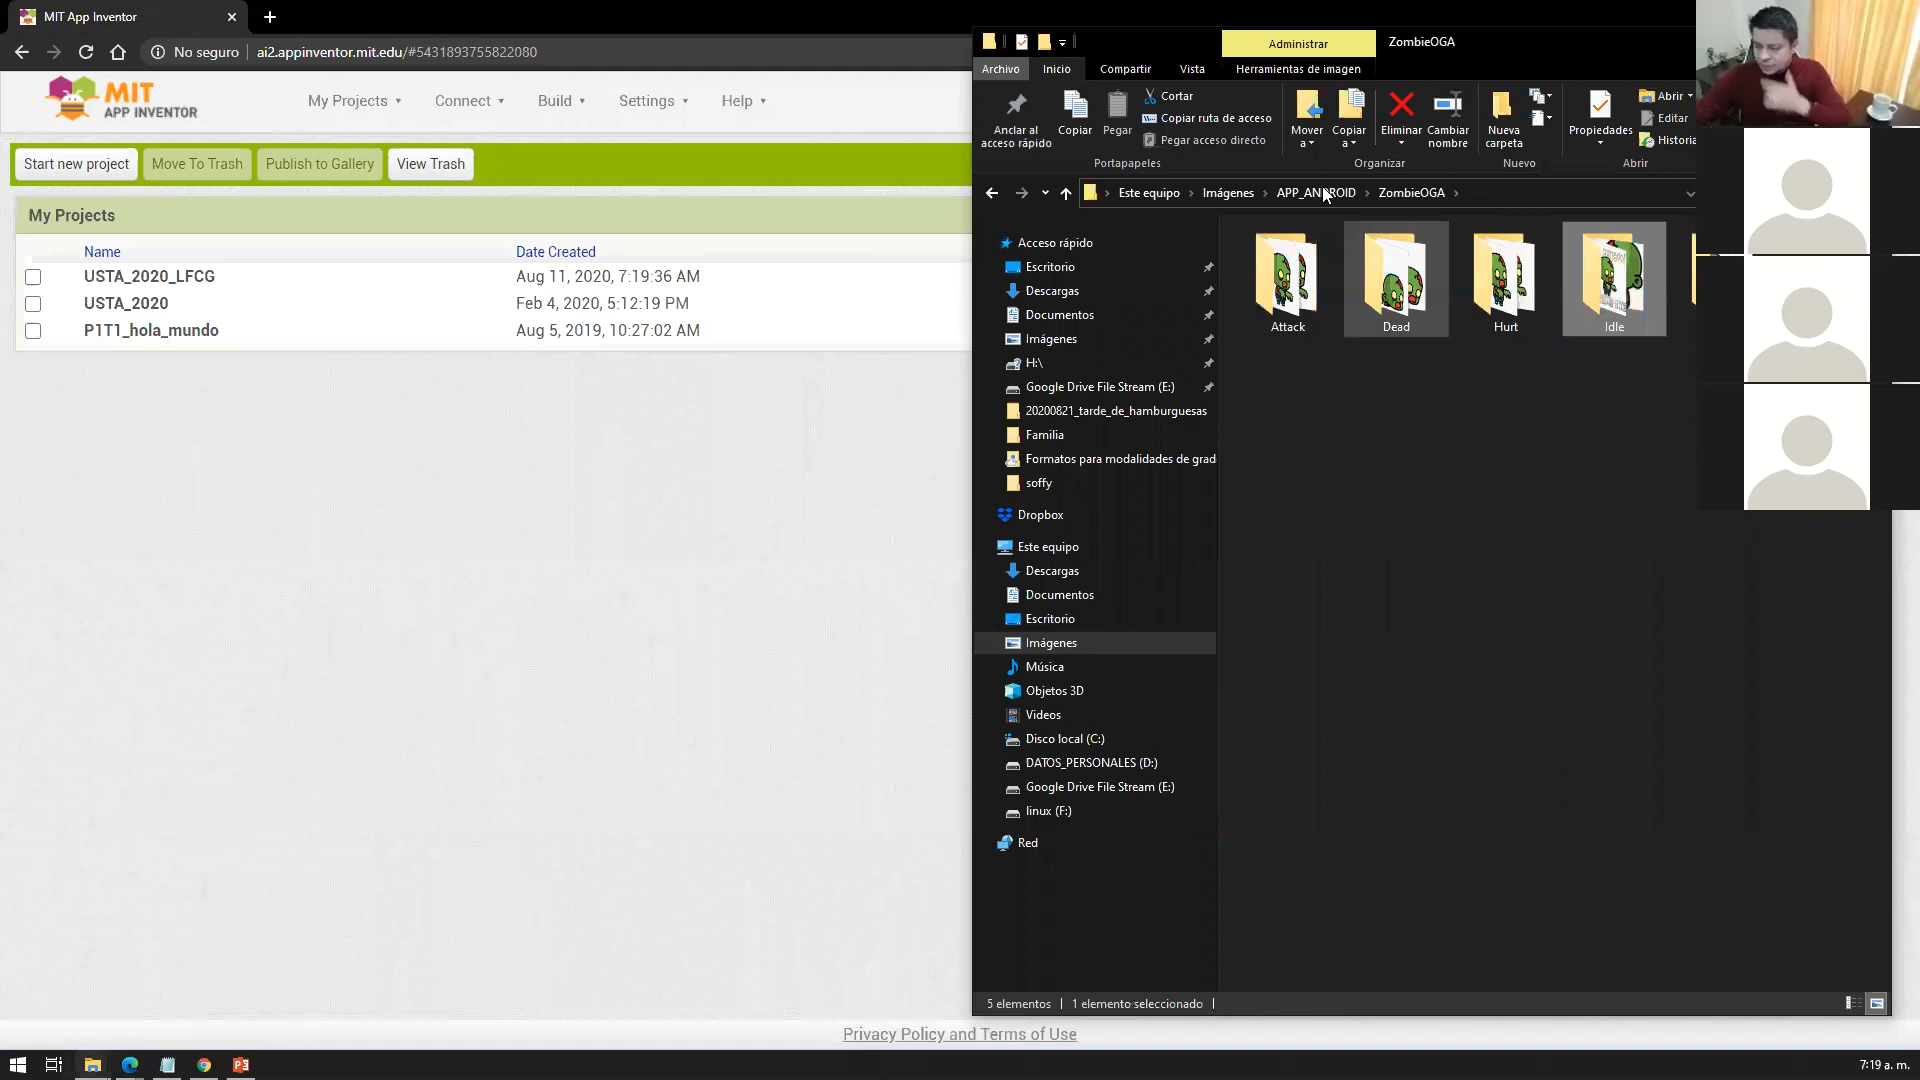 MIT App Inventor
No seguro
ai2.appinventor.mit.edu/#5431893755822080
MIT
APP INVENTOR
My Projects
Connect
Build
Settings
Help
Start new project
Move To Trash
Publish to Gallery
View Trash
My Projects
Name
Date Created
USTA_2020_LFCG
Aug 11, 2020, 7:19:36 AM
USTA_2020
Feb 4, 2020, 5:12:19 PM
P1T1_hola_mundo
Aug 5, 2019, 10:27:02 AM
Privacy Policy and Terms of Use
Administrar
ZombieOGA
Archivo
Inicio
Compartir
Vista
Herramientas de imagen
Anclar al
acceso rápido
Copiar
Pegar
Cortar
Copiar ruta de acceso
Pegar acceso directo
Portapapeles
Mover
a
Copiar
a
Eliminar
Cambiar
nombre
Organizar
Nueva
carpeta
Nuevo
Propiedades
Abrir
Editar
Historia
Abrir
Este equipo
Imágenes
APP_ANDROID
ZombieOGA
Acceso rápido
Escritorio
Descargas
Documentos
Imágenes
H:\
Google Drive File Stream (E:)
20200821_tarde_de_hamburguesas
Familia
Formatos para modalidades de grad
soffy
Dropbox
Este equipo
Descargas
Documentos
Escritorio
Imágenes
Música
Objetos 3D
Videos
Disco local (C:)
DATOS_PERSONALES (D:)
Google Drive File Stream (E:)
linux (F:)
Red
Attack
Dead
Hurt
Idle
5 elementos
1 elemento seleccionado
7:19 a. m.